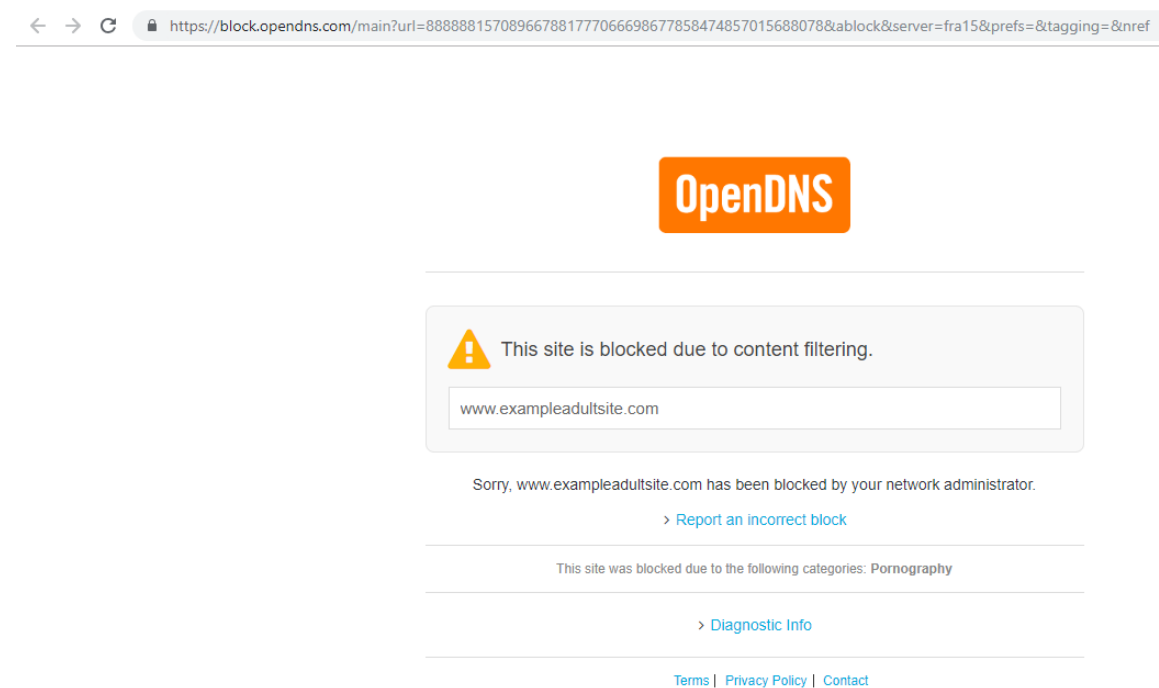 https://block.opendns.com/main?url=88888815708966788177706669867785847485701568​8078&ablock&server=fra15&prefs=&tagging=&nref
OpenDNS
This site is blocked due to content filtering.
www.exampleadultsite.com
Sorry, www.exampleadultsite.com has been blocked by your network administrator.
> Report an incorrect block
This site was blocked due to the following categories: Pornography
> Diagnostic Info
Terms | Privacy Policy | Contact